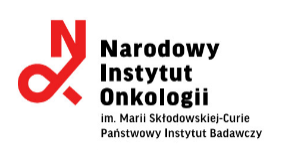 Narodowy
Instytut
Onkologii
im. Marii Skłodowskiej-Curie
Państwowy Instytut Badawczy